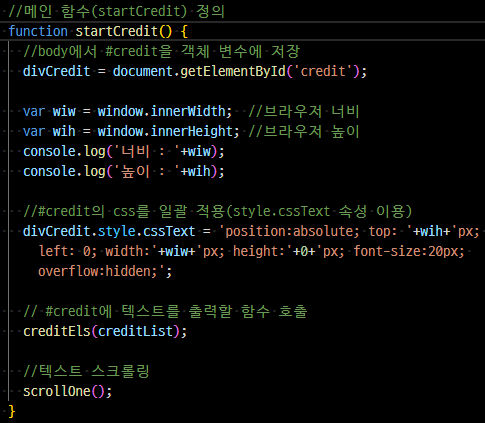 //메인 함수(startCredit) 정의
function startCredit() {
//body에서 #credit을 객체 변수에 저장
divCredit = document.getElementById('credit');
var wiw = window.innerWidth; //브라우저 너비
var wih = window.innerHeight; //브라우저 높이
console.log('너비 : '+wiw);
console.log('높이 : '+wih);
//#credit의 css를 일괄 적용(style.cssText 속성 이용)
divCredit.style.cssText = 'position:absolute; top: '+wih+'px;
left: 0; width:'+wiw+'px; height:'+0+'px; font-size:20px;
overflow:hidden;';
// #credit에 텍스트를 출력할 함수 호출
creditEls(creditList);
//텍스트 스크롤링
scrollOne();
}